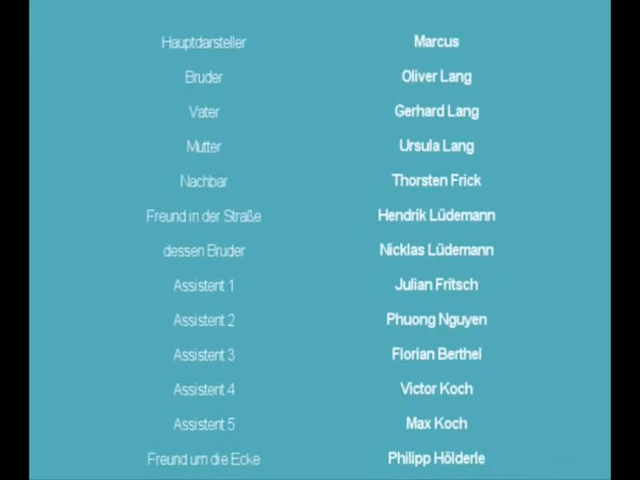 Hauptdarsteller Marcus
Bruder Oliver Lang
Vater Gerhard Lang
Mutter Ursula Lang
Nachbar Thorsten Frick
Freund in der Straße Hendrik Lüdemann
dessen Bruder Nicklas Lüdemann
Assistent 1 Julian Fritsch
Assistent 2 Phuong Nguyen
Assistent 3 Florian Berthel
Assistent 4 Victor Koch
Assistent 5 Max Koch
Freund um die Ecke Philipp Hölderle